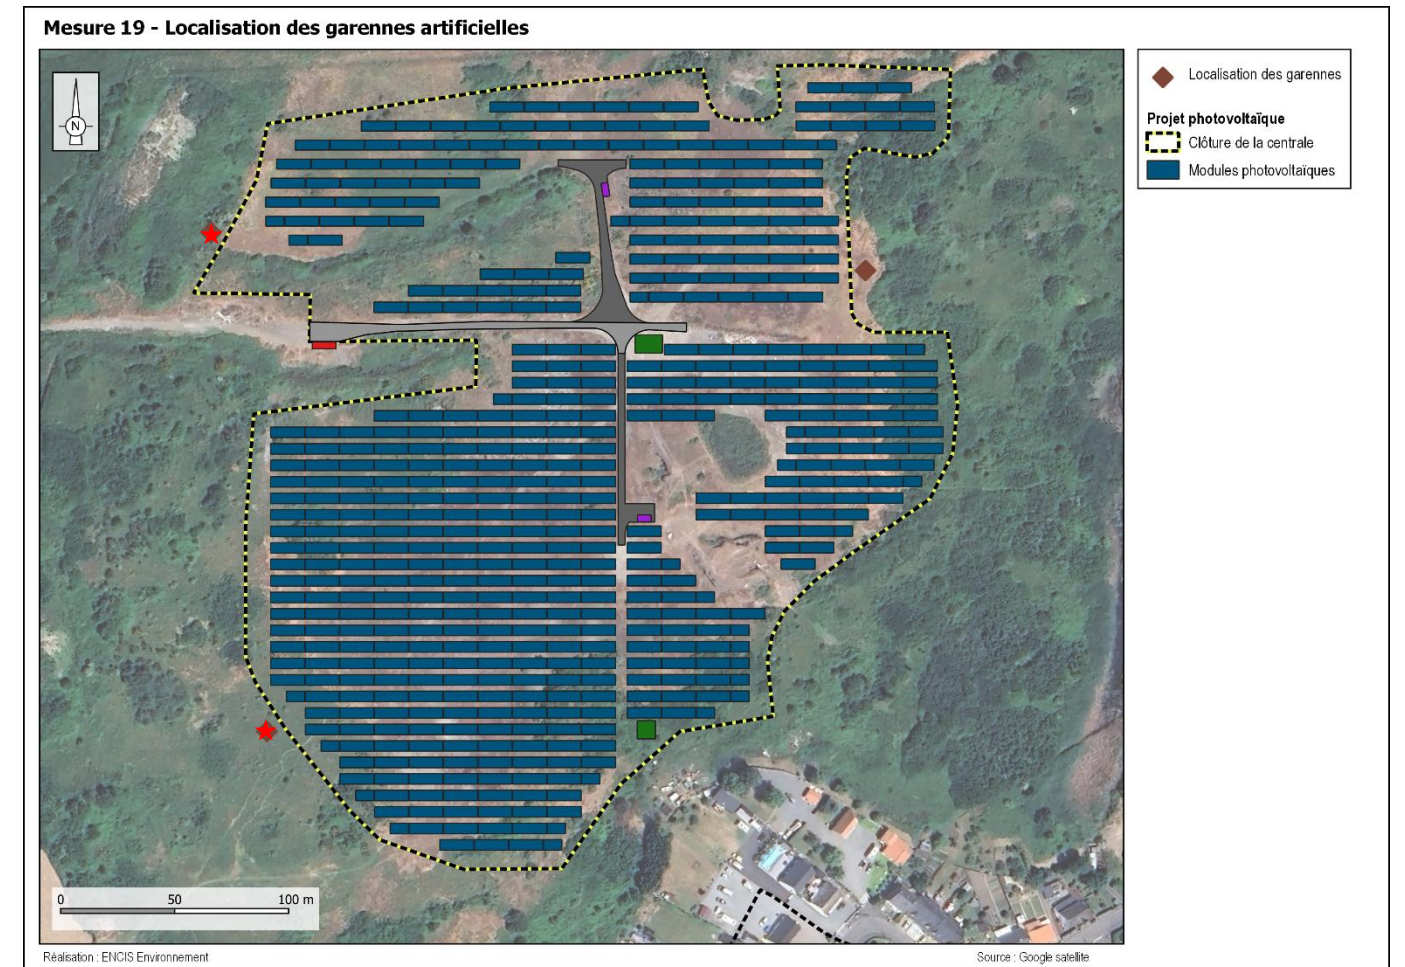 Mesure 19 - Localisation des garennes artificielles
N
Localisation des garennes
Projet photovoltaïque
Clôture de la centrale
Modules photovoltaïques
0 50 100 m
Réalisation : ENCIS Environnement
Source : Google satellite